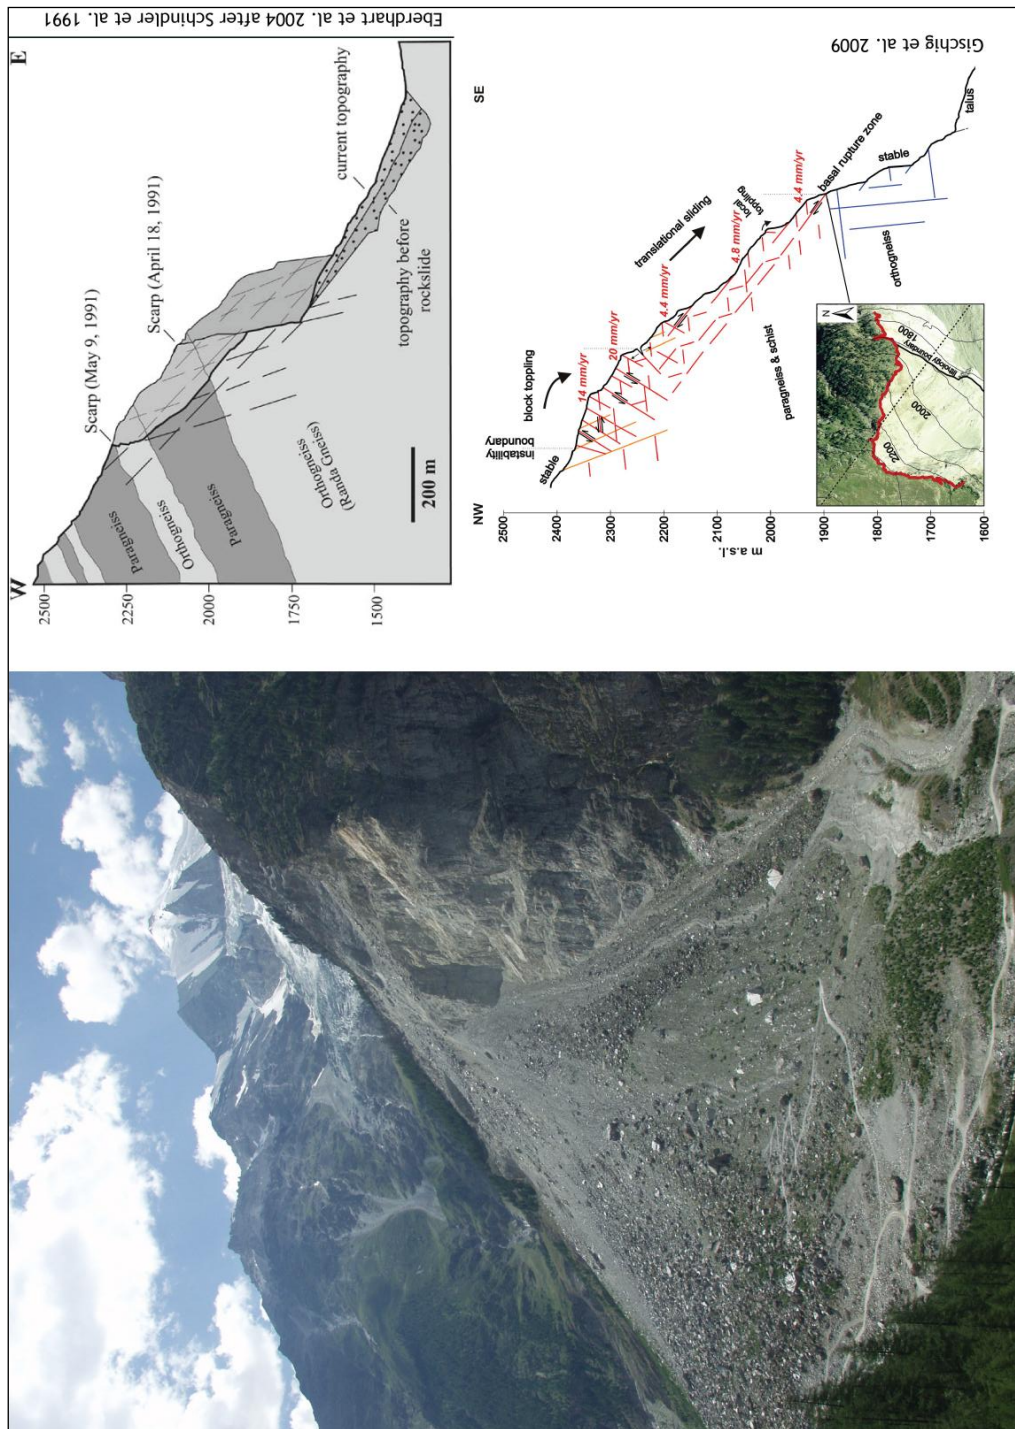 Eberdhart et al. 2004 after Schindler et al. 1991
W
E
Scarp (May 9, 1991)
Scarp (April 18, 1991)
current topography
topography before
rockslide
Paragneiss
Orthogneiss
Paragneiss
Orthogneiss
(Randa Gneiss)
200 m
2500
2250
2000
1750
1500
Gischig et al. 2009
NW
SE
m a.s.l.
2500
2400
2300
2200
2100
2000
1900
1800
1700
1600
stable
instability
boundary
block toppling
14 mm/yr
20 mm/yr
4.4 mm/yr
translational sliding
4.8 mm/yr
local
toppling
4.4 mm/yr
basal rupture zone
stable
talus
paragneiss & schist
orthogneiss
N
2200
2000
1800
lithology boundary